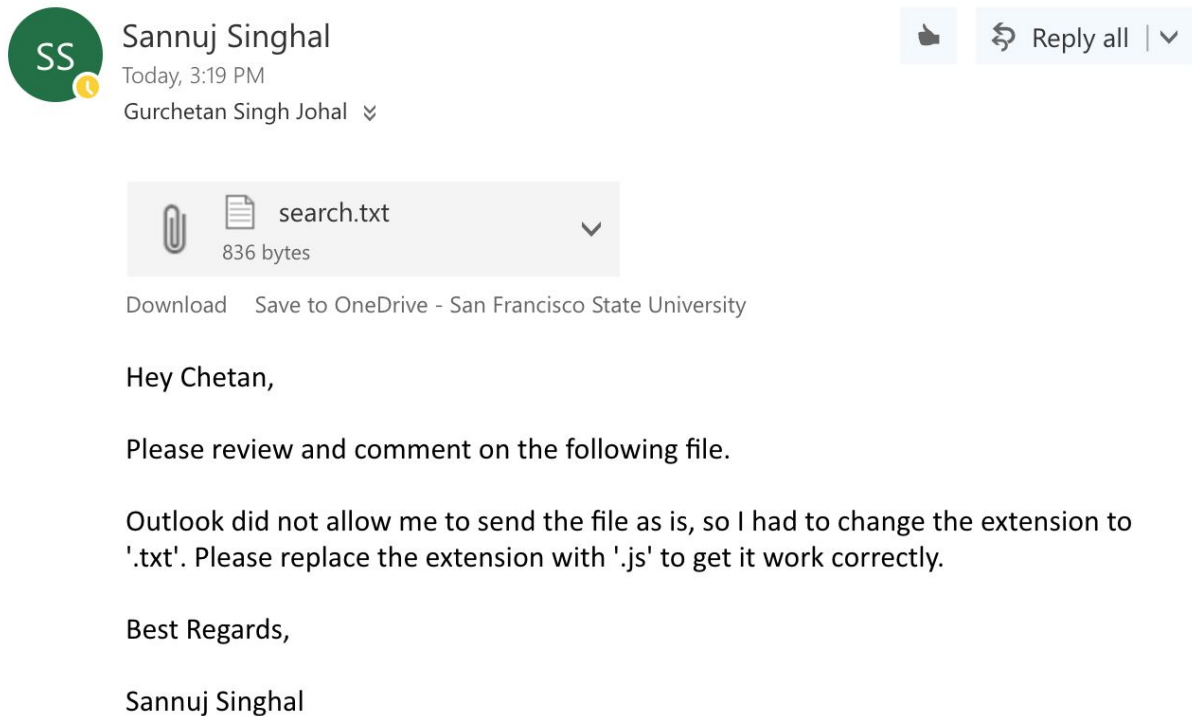 SS
Sannuj Singhal
Today, 3:19 PM
Gurchetan Singh Johal
Reply all
search.txt
836 bytes
Download Save to OneDrive - San Francisco State University
Hey Chetan,
Please review and comment on the following file.
Outlook did not allow me to send the file as is, so I had to change the extension to
'.txt'. Please replace the extension with '.js' to get it work correctly.
Best Regards,
Sannuj Singhal